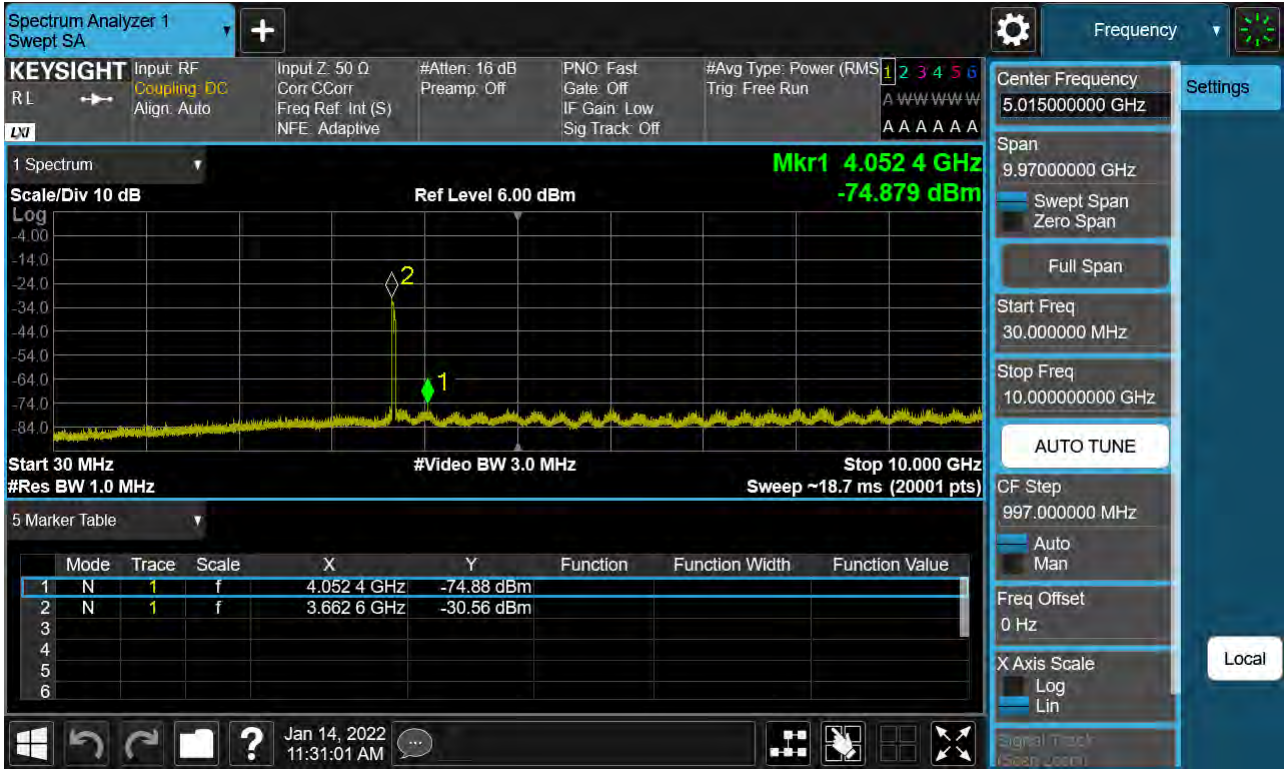 Spectrum Analyzer 1
Swept SA
+
Frequency
KEYSIGHT
RL
LXI
Input: RF
Coupling: DC
Align: Auto
Input Z: 50 Ω
Corr CCorr
Freq Ref: Int (S)
NFE: Adaptive
#Atten: 16 dB
Preamp: Off
PNO: Fast
Gate: Off
IF Gain: Low
Sig Track: Off
#Avg Type: Power (RMS
Trig: Free Run
1 2 3 4 5 6
A W W W W W
A A A A A A
Center Frequency
5.015000000 GHz
Settings
Span
9.97000000 GHz
Swept Span
Zero Span
Full Span
Start Freq
30.000000 MHz
Stop Freq
10.000000000 GHz
AUTO TUNE
CF Step
997.000000 MHz
Auto
Man
Freq Offset
0 Hz
X Axis Scale
Log
Lin
Signal Track
(Span Zoom)
Local
1 Spectrum
Mkr1 4.052 4 GHz
-74.879 dBm
Scale/Div 10 dB
Ref Level 6.00 dBm
Log
-4.00
-14.0
-24.0
-34.0
-44.0
-54.0
-64.0
-74.0
-84.0
2
1
Start 30 MHz
#Video BW 3.0 MHz
Stop 10.000 GHz
#Res BW 1.0 MHz
Sweep ~18.7 ms (20001 pts)
5 Marker Table
Mode Trace Scale X Y Function Function Width Function Value
1 N 1 f 4.052 4 GHz -74.88 dBm
2 N 1 f 3.662 6 GHz -30.56 dBm
3
4
5
6
?
Jan 14, 2022
11:31:01 AM